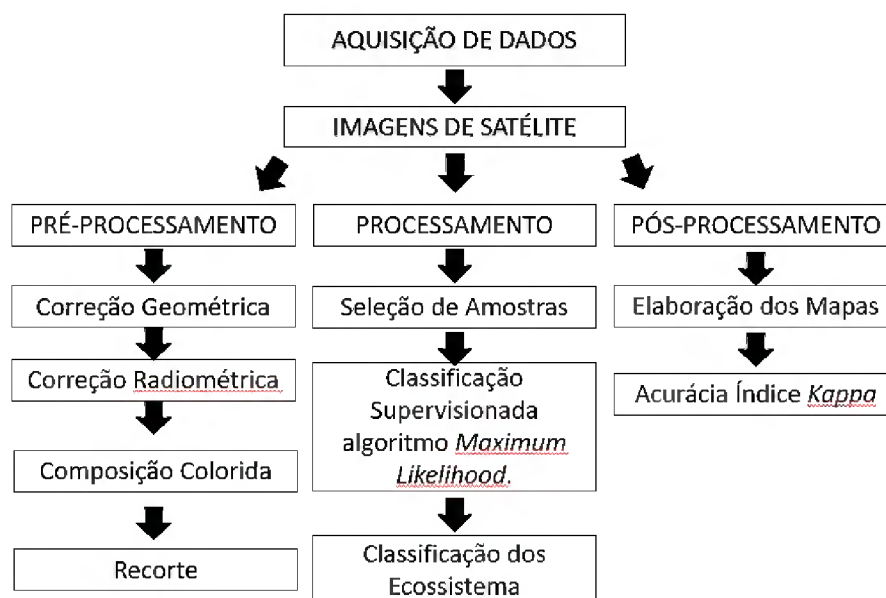 AQUISIÇÃO DE DADOS
IMAGENS DE SATÉLITE
PRÉ-PROCESSAMENTO
Correção Geométrica
Correção Radiométrica
Composição Colorida
Recorte
PROCESSAMENTO
Seleção de Amostras
Classificação
Supervisionada
algoritmo Maximum
Likelihood.
Classificação dos
Ecossistema
PÓS-PROCESSAMENTO
Elaboração dos Mapas
Acurácia Índice Kappa